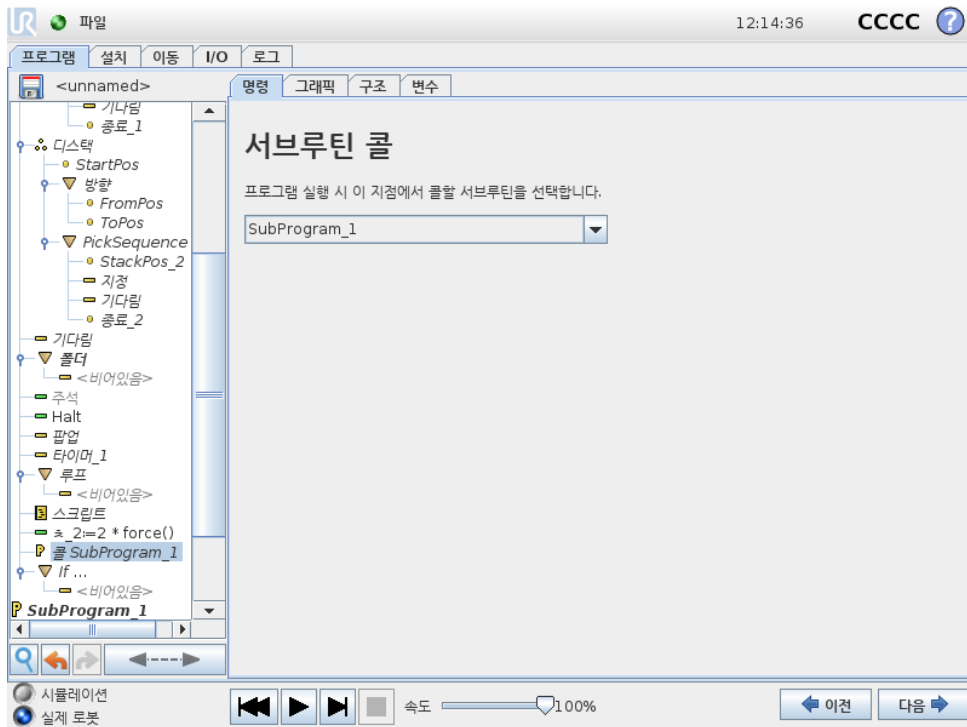 UR 파일 12:14:36 CCCC ?
프로그램 설치 이동 I/O 로그
<unnamed>
명령 그래픽 구조 변수
기다림
종료_1
디스택
StartPos
방향
FromPos
ToPos
PickSequence
StackPos_2
지정
기다림
종료_2
기다림
폴더
<비어있음>
주석
Halt
팝업
타이머_1
루프
<비어있음>
스크립트
ㅊ_2:=2 * force()
콜 SubProgram_1
If ...
<비어있음>
P SubProgram_1
서브루틴 콜
프로그램 실행 시 이 지점에서 콜할 서브루틴을 선택합니다.
SubProgram_1
시뮬레이션
실제 로봇
속도 100%
이전 다음